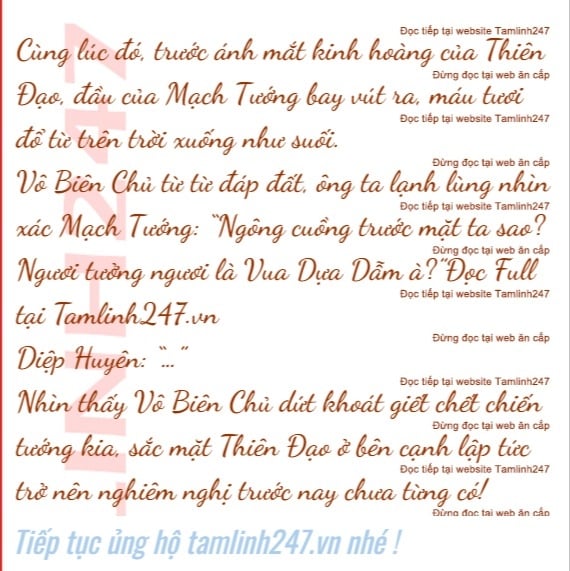 Đọc tiếp tại website Tamlinh247
Cùng lúc đó, trước ánh mắt kinh hoàng của Thiên
Đừng đọc tại web ăn cắp
Đạo, đầu của Mạch Tướng bay vút ra, máu tươi
Đọc tiếp tại website Tamlinh247
đổ từ trên trời xuống như suối.
Đừng đọc tại web ăn cắp
Vô Biên Chủ từ từ đáp đất, ông ta lạnh lùng nhìn
Đọc tiếp tại website Tamlinh247
xác Mạch Tướng: “Ngông cuồng trước mặt ta sao?
Đừng đọc tại web ăn cắp
Ngươi tưởng ngươi là Vua Dựa Dẫm à?”Đọc Full
Đọc tiếp tại website Tamlinh247
tại Tamlinh247.vn
Đừng đọc tại web ăn cắp
Diệp Huyên: “...”
Đọc tiếp tại website Tamlinh247
Nhìn thấy Vô Biên Chủ dứt khoát giết chết chiến
Đừng đọc tại web ăn cắp
tướng kia, sắc mặt Thiên Đạo ở bên cạnh lập tức
Đọc tiếp tại website Tamlinh247
trở nên nghiêm nghị trước nay chưa từng có!
Đừng đọc tại web ăn cắp
Tiếp tục ủng hộ tamlinh247.vn nhé !
INH247